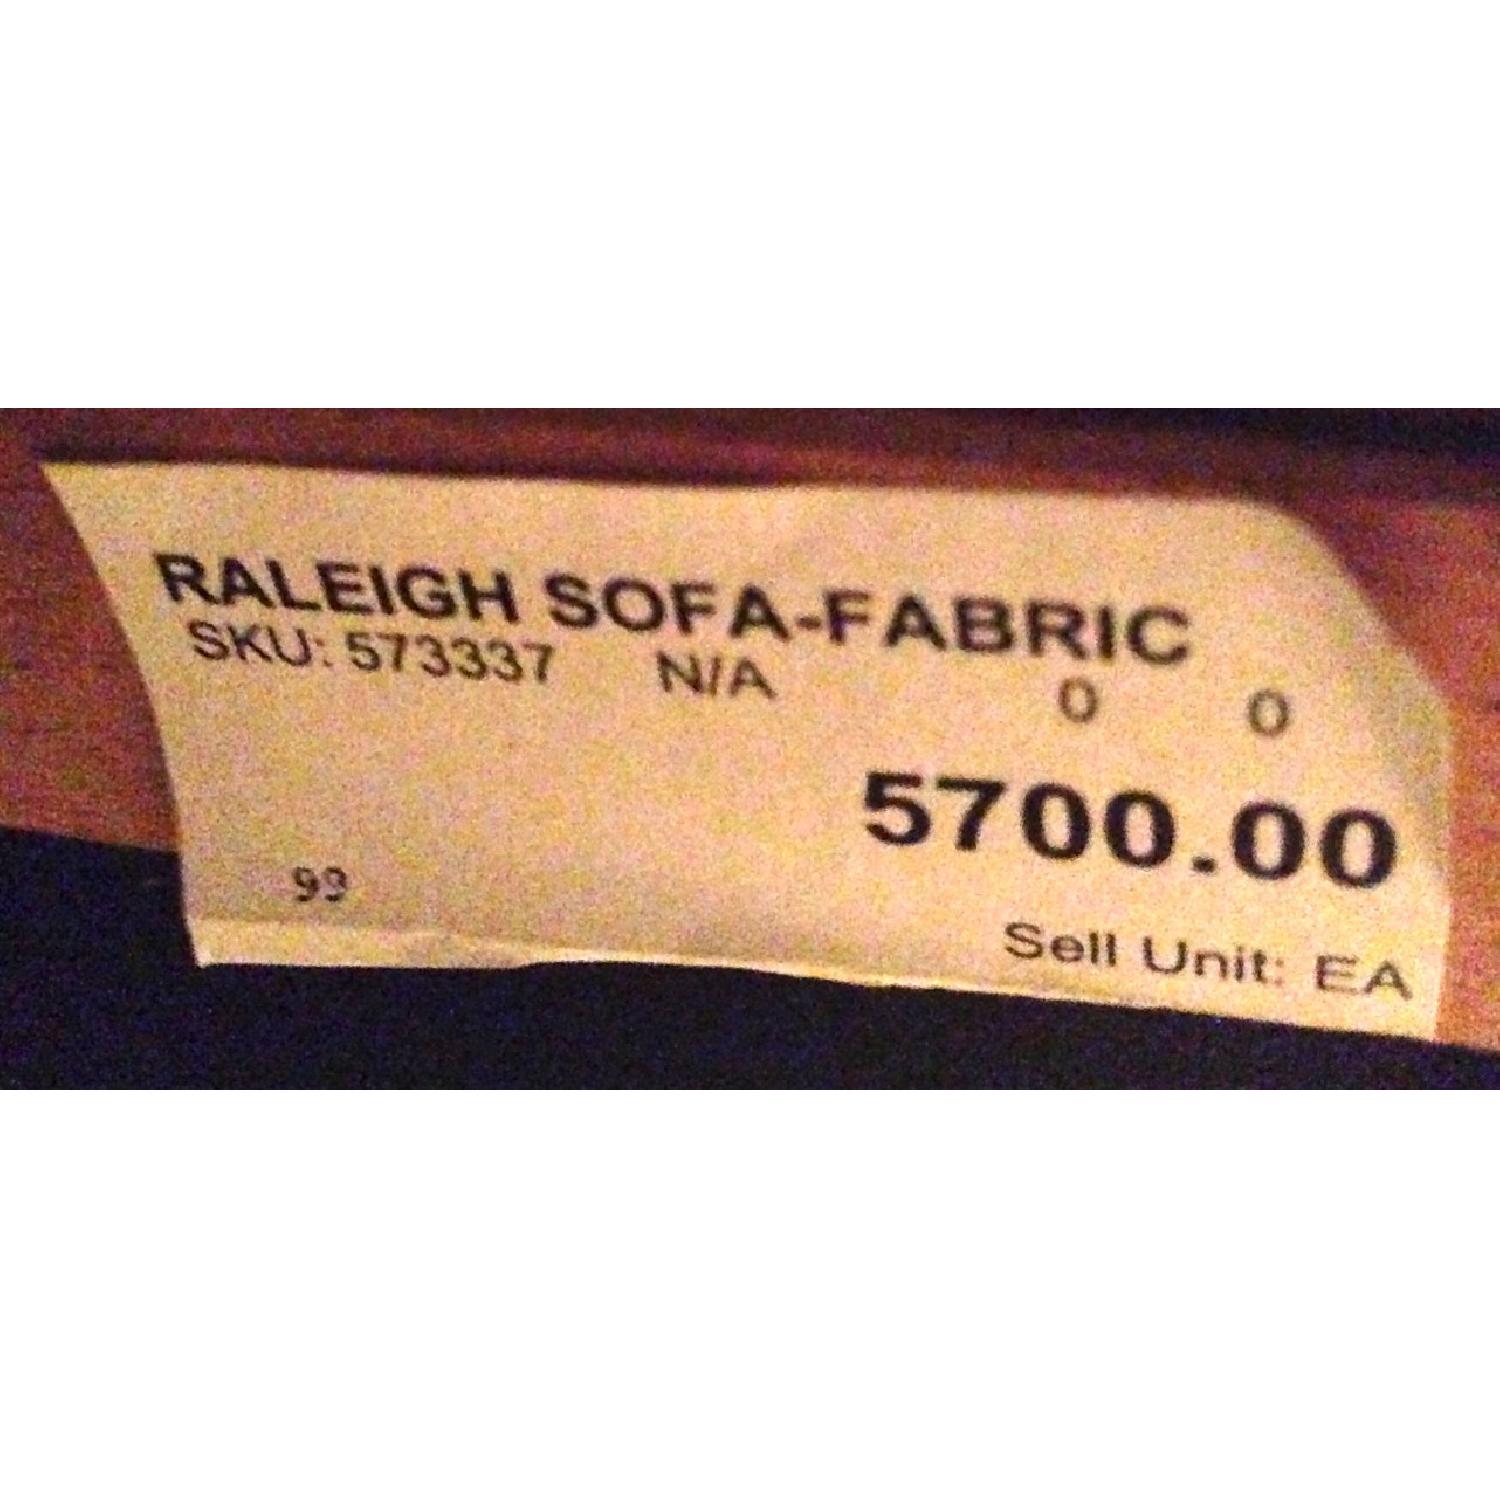 RALEIGH SOFA-FABRIC
SKU: 573337 N/A 0 0
5700.00
99
Sell Unit: EA